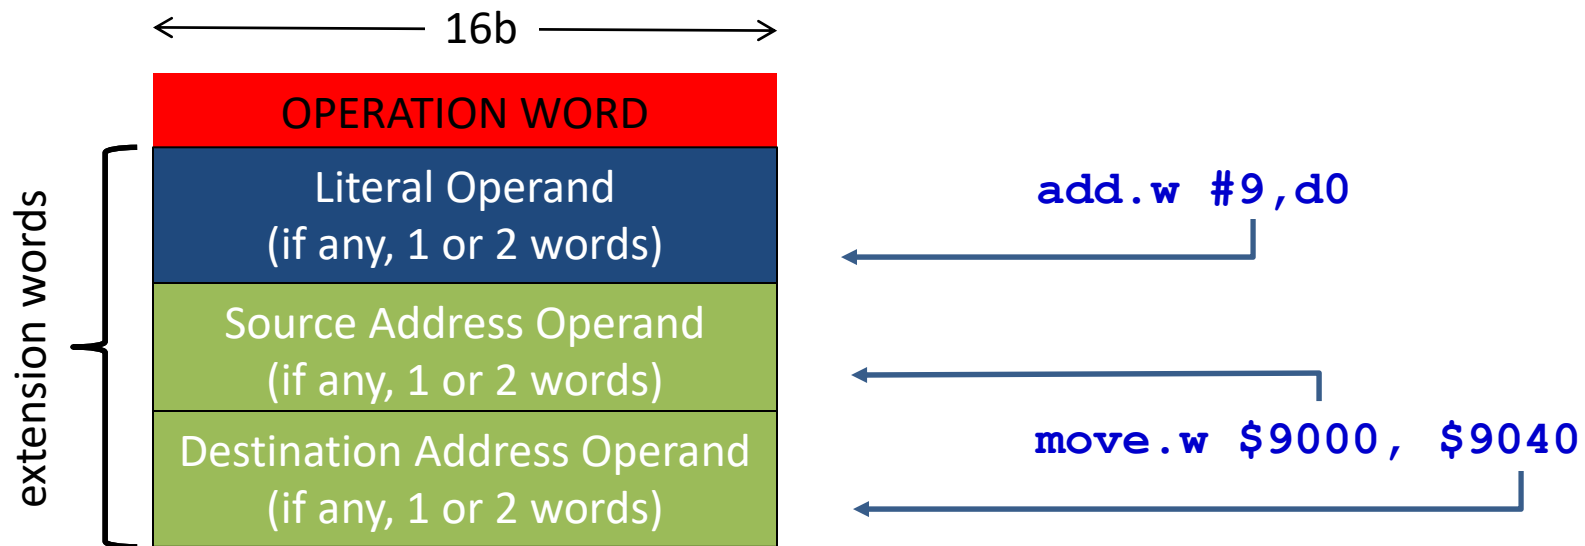 16b
OPERATION WORD
extension words
Literal Operand
(if any, 1 or 2 words)
add.w #9,d0
Source Address Operand
(if any, 1 or 2 words)
Destination Address Operand
(if any, 1 or 2 words)
move.w $9000, $9040